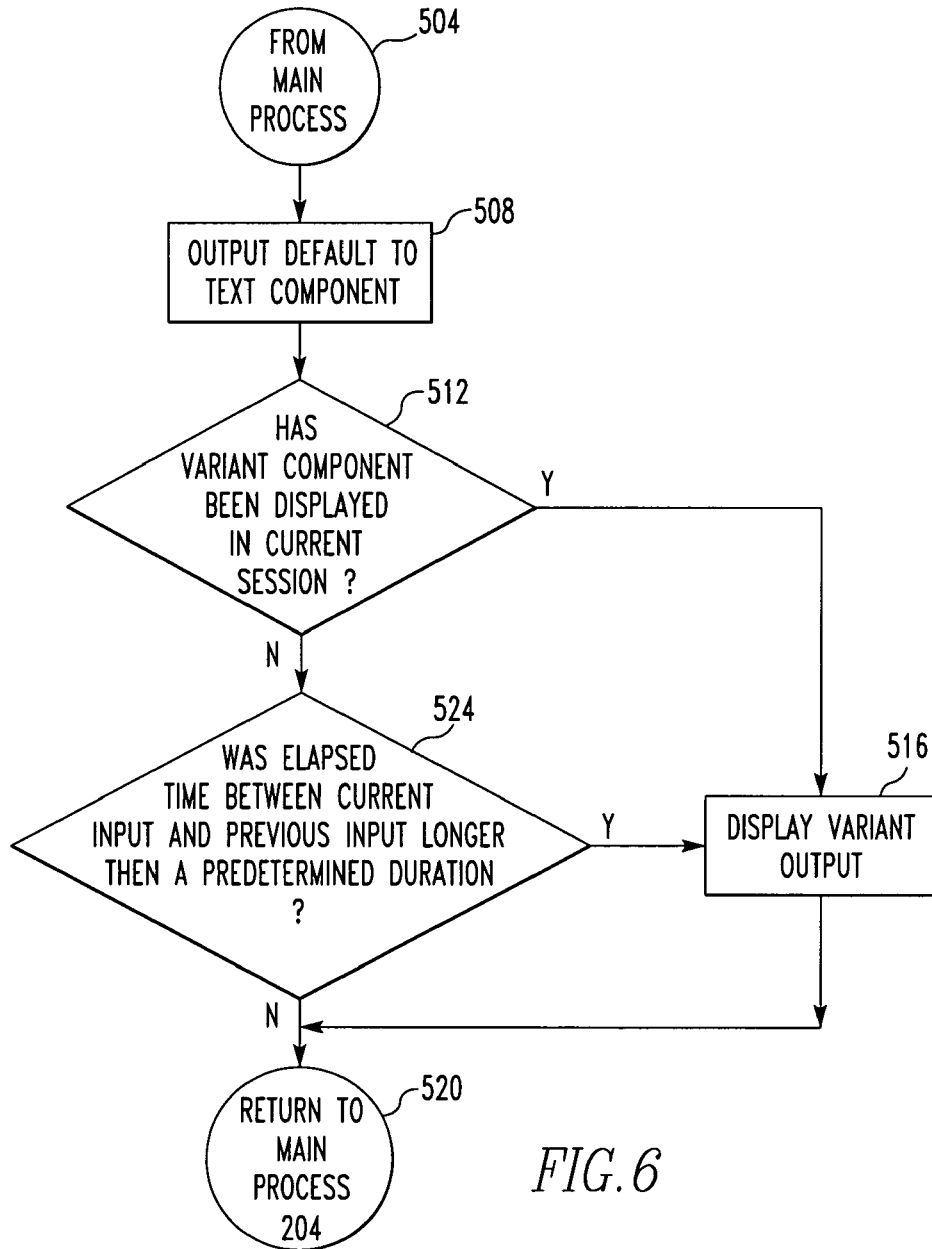 FROM
MAIN
PROCESS
504
OUTPUT DEFAULT TO
TEXT COMPONENT
508
HAS
VARIANT COMPONENT
BEEN DISPLAYED
IN CURRENT
SESSION ?
512
Y
N
WAS ELAPSED
TIME BETWEEN CURRENT
INPUT AND PREVIOUS INPUT LONGER
THEN A PREDETERMINED DURATION
?
524
Y
N
DISPLAY VARIANT
OUTPUT
516
RETURN TO
MAIN
PROCESS
204
520
FIG.6